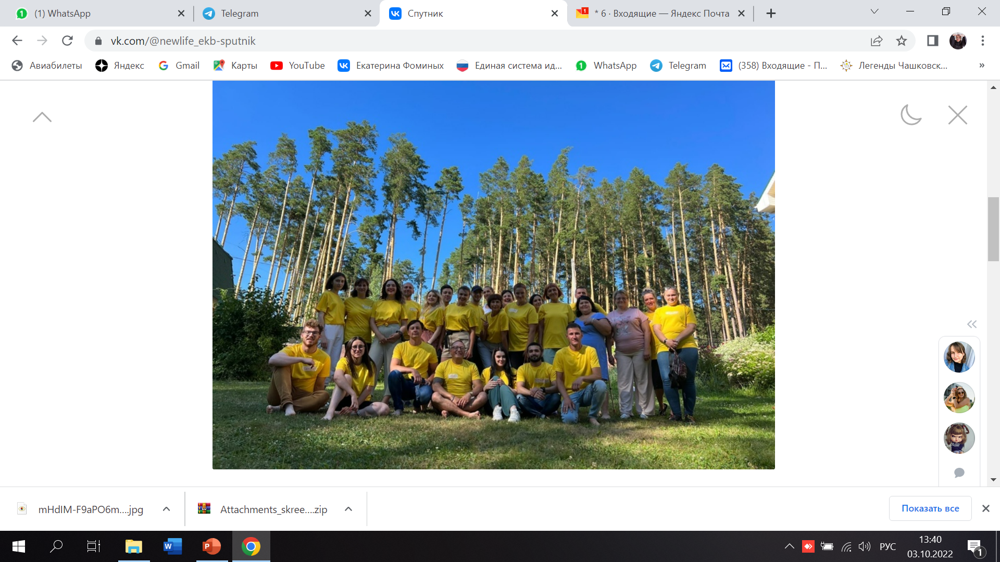 (1) WhatsApp
Telegram
Спутник
* 6 · Входящие — Яндекс Почта
vk.com/@newlife_ekb-sputnik
Авиабилеты
Яндекс
Gmail
Карты
YouTube
Екатерина Фоминых
Единая система ид...
WhatsApp
Telegram
(358) Входящие - П...
Легенды Чашковск...
»
mHdIM-F9aPO6m....jpg
Attachments_skree....zip
Показать все
РУС
13:40
03.10.2022
1